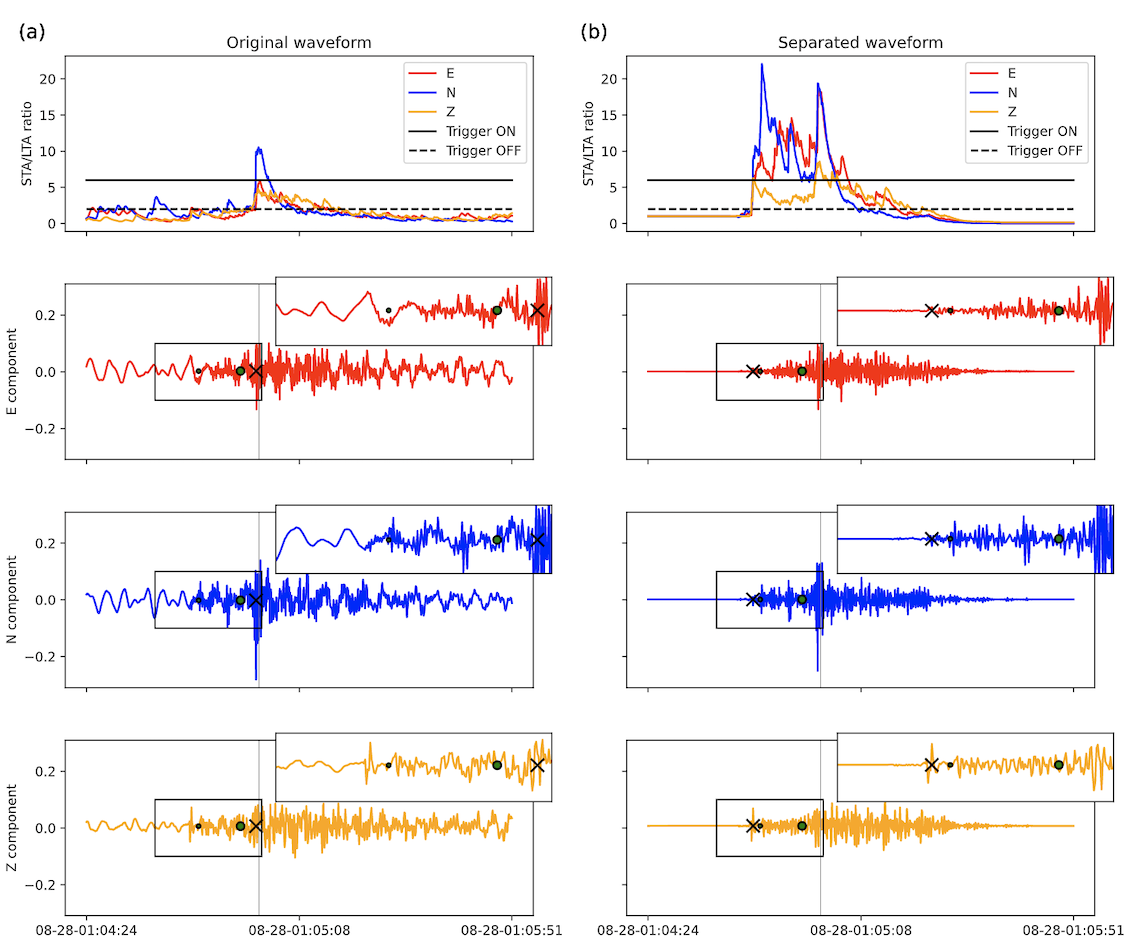 (a)
Original waveform
STA/LTA ratio
20
15
10
5
0
E
N
Z
Trigger ON
Trigger OFF
(b)
Separated waveform
STA/LTA ratio
20
15
10
5
0
E
N
Z
Trigger ON
Trigger OFF
E component
0.2
0.0
−0.2
N component
0.2
0.0
−0.2
Z component
0.2
0.0
−0.2
08-28-01:04:24
08-28-01:05:08
08-28-01:05:51
08-28-01:04:24
08-28-01:05:08
08-28-01:05:51